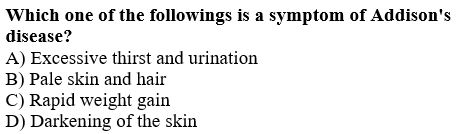 Which one of the followings is a symptom of Addison's
disease?
A) Excessive thirst and urination
B) Pale skin and hair
C) Rapid weight gain
D) Darkening of the skin